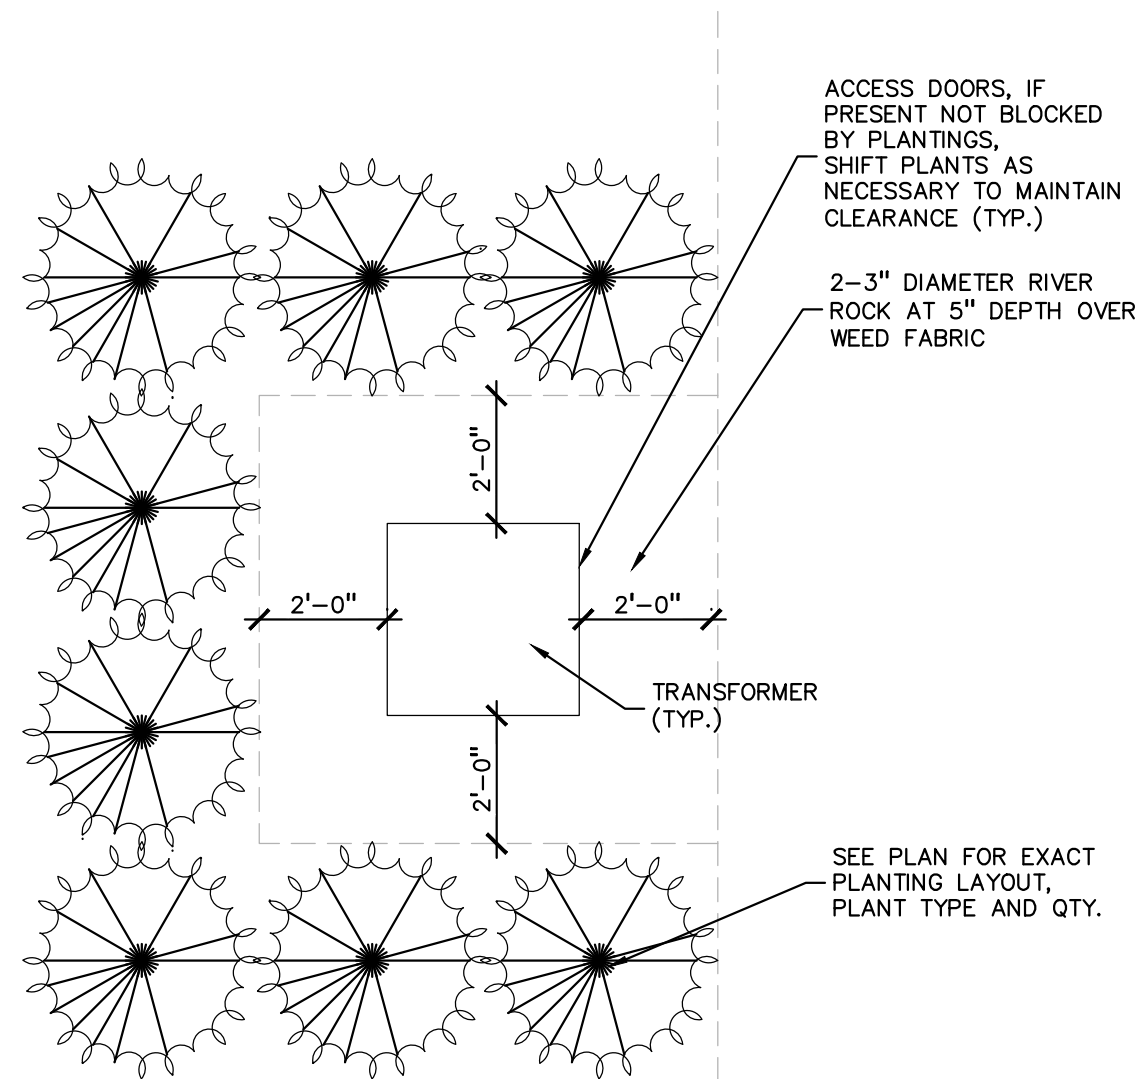 ACCESS DOORS, IF
PRESENT NOT BLOCKED
BY PLANTINGS,
SHIFT PLANTS AS
NECESSARY TO MAINTAIN
CLEARANCE (TYP.)
2-3" DIAMETER RIVER
ROCK AT 5" DEPTH OVER
WEED FABRIC
2'-0"
2'-0"
2'-0"
TRANSFORMER
(TYP.)
2'-0"
SEE PLAN FOR EXACT
PLANTING LAYOUT,
PLANT TYPE AND QTY.